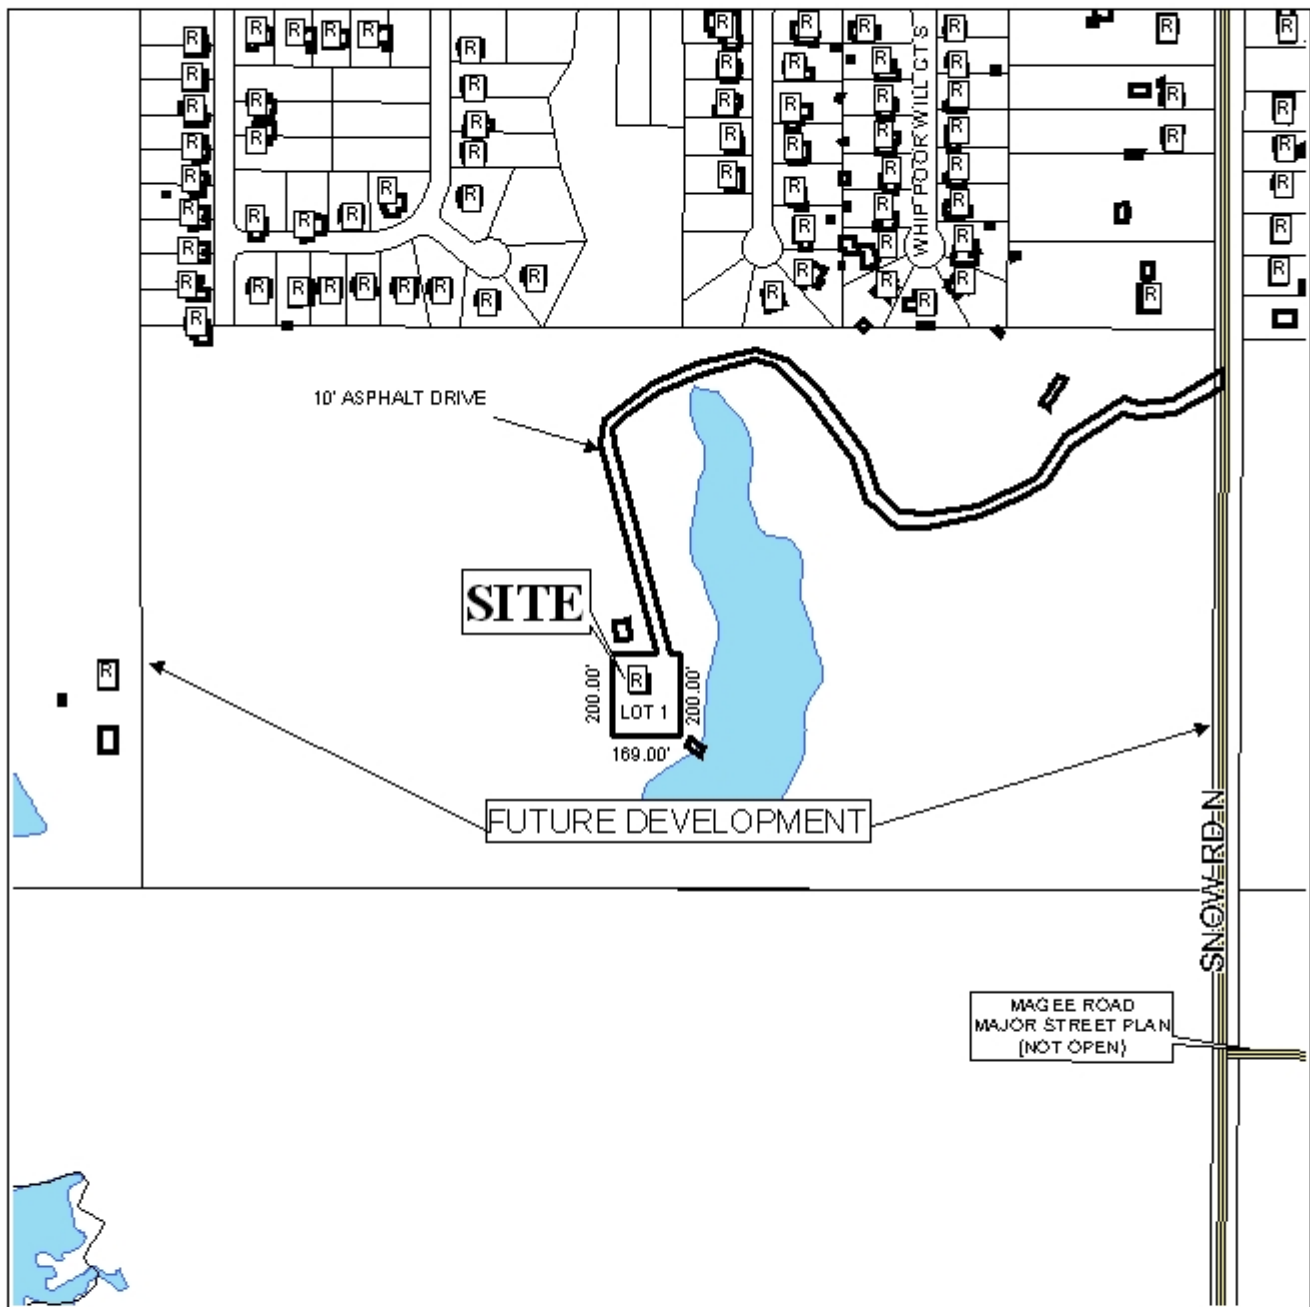 R R R R R R R R R R R
WHIPPOORWILL CT S
10' ASPHALT DRIVE
SITE
R
R
200.00'
200.00'
LOT 1
169.00'
FUTURE DEVELOPMENT
SNOW RD N
MAGEE ROAD
MAJOR STREET PLAN
(NOT OPEN)